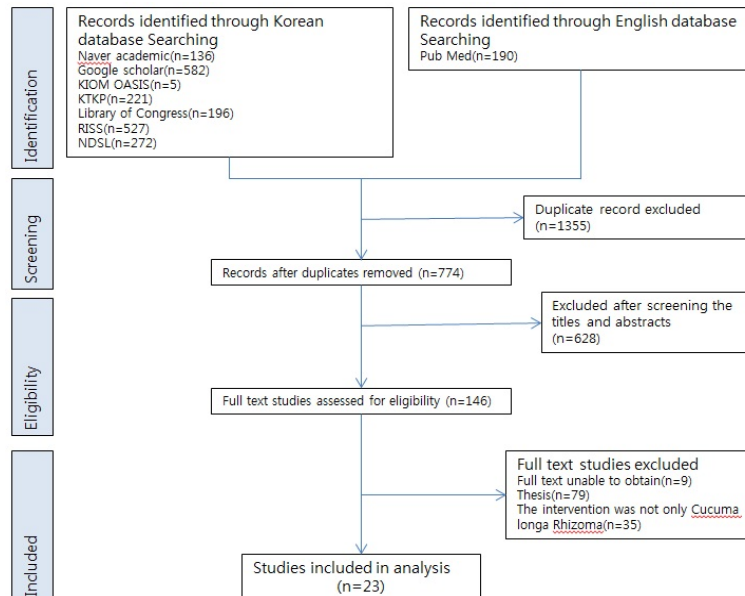 Identification
Records identified through Korean
database Searching
Naver academic(n=136)
Google scholar(n=582)
KIOM OASIS(n=5)
KTKP(n=221)
Library of Congress(n=196)
RISS(n=527)
NDSL(n=272)
Records identified through English database
Searching
Pub Med(n=190)
Screening
Duplicate record excluded
(n=1355)
Records after duplicates removed (n=774)
Eligibility
Excluded after screening the
titles and abstracts
(n=628)
Full text studies assessed for eligibility (n=146)
Included
Full text studies excluded
Full text unable to obtain(n=9)
Thesis(n=79)
The intervention was not only Cucuma
longa Rhizoma(n=35)
Studies included in analysis
(n=23)